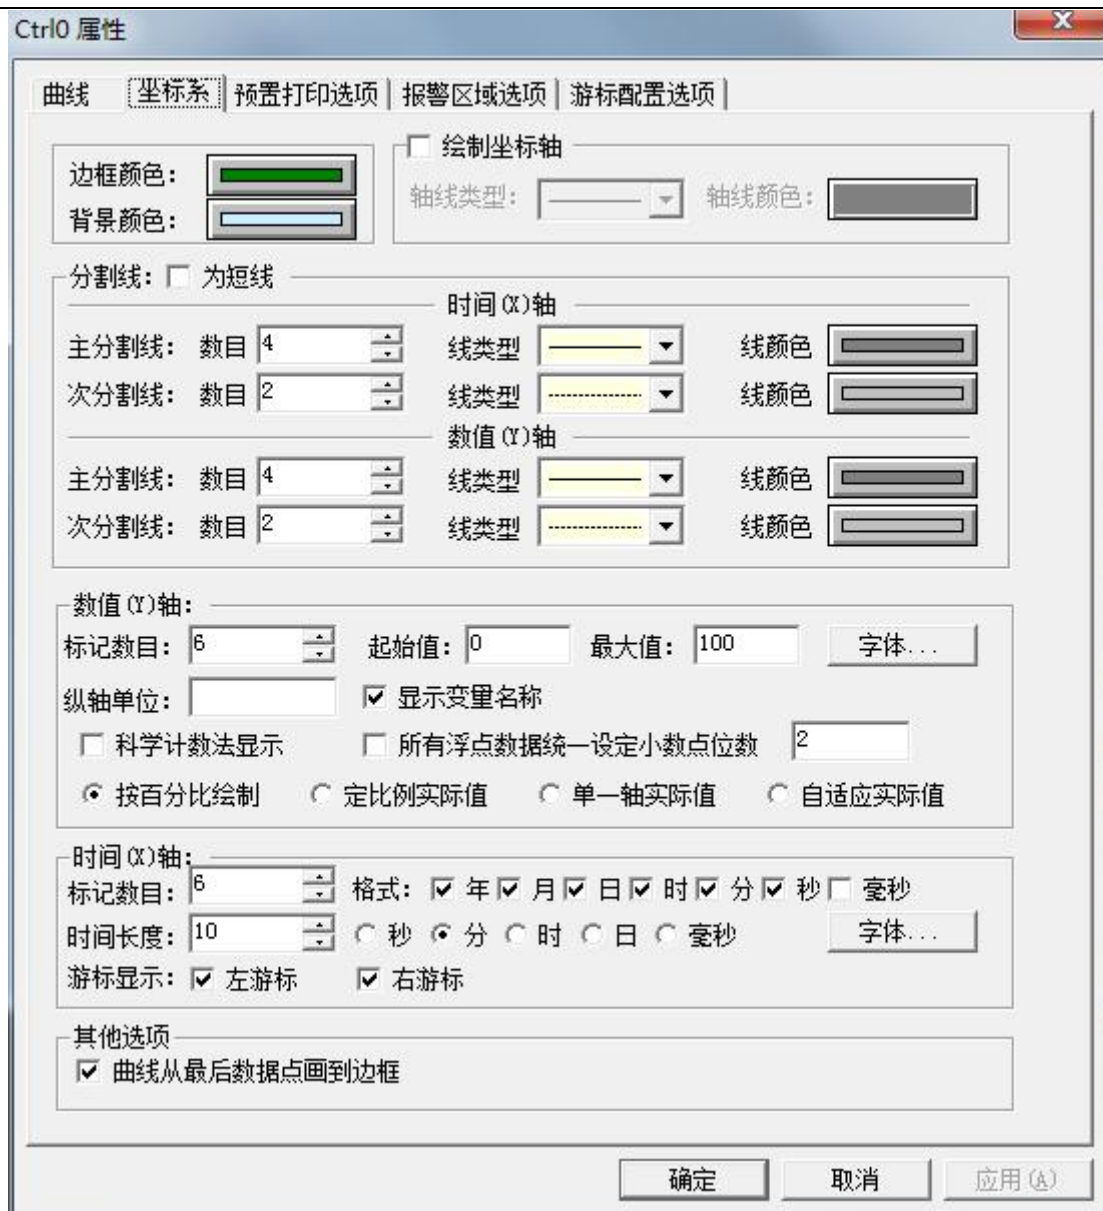 Ctrl0 属性
曲线 坐标系 预置打印选项 报警区域选项 游标配置选项
边框颜色：
背景颜色：
绘制坐标轴
轴线类型： 轴线颜色：
分割线： 为短线
时间(X)轴
主分割线： 数目 4 线类型 线颜色
次分割线： 数目 2 线类型 线颜色
数值(Y)轴
主分割线： 数目 4 线类型 线颜色
次分割线： 数目 2 线类型 线颜色
数值(Y)轴：
标记数目： 6 起始值： 0 最大值： 100 字体...
纵轴单位： 显示变量名称
科学计数法显示 所有浮点数据统一设定小数点位数 2
按百分比绘制 定比例实际值 单一轴实际值 自适应实际值
时间(X)轴：
标记数目： 6 格式： 年 月 日 时 分 秒 毫秒
时间长度： 10 秒 分 时 日 毫秒 字体...
游标显示： 左游标 右游标
其他选项
曲线从最后数据点画到边框
确定 取消 应用(A)